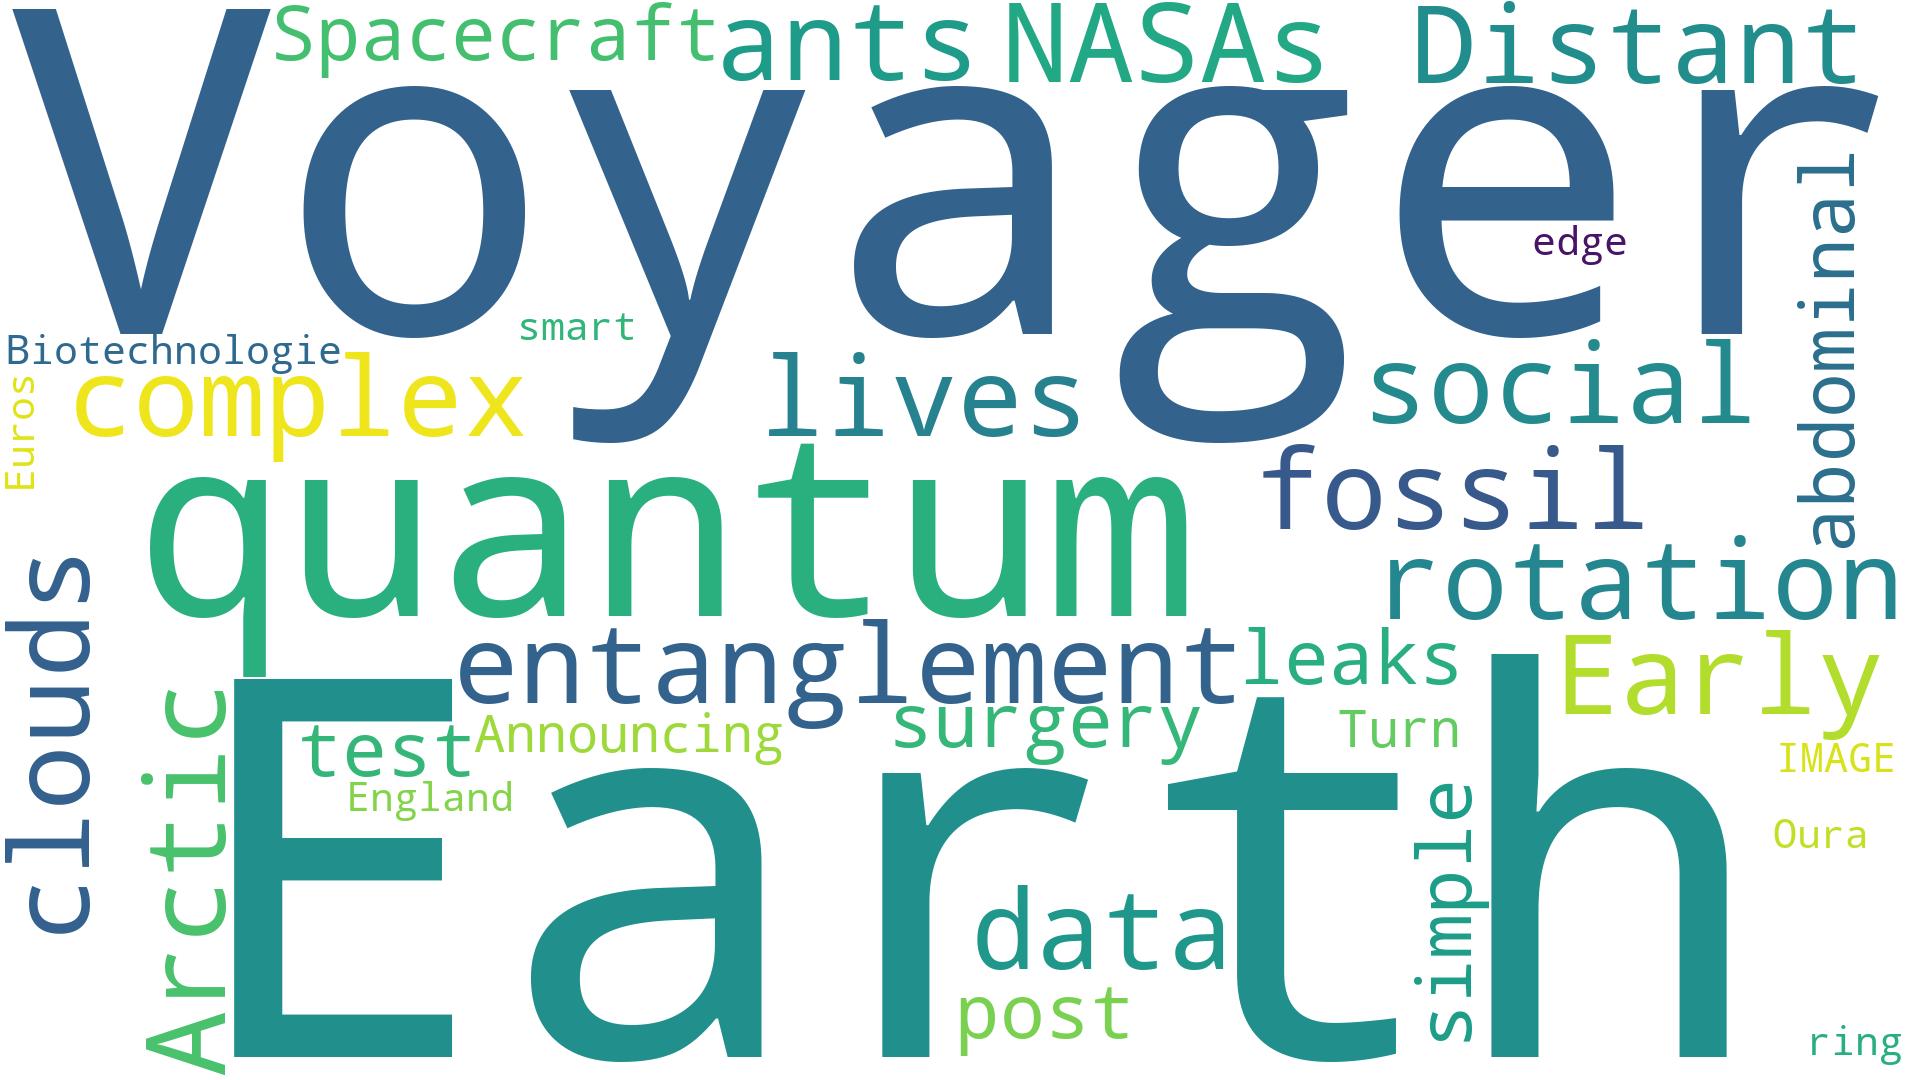 Spacecraft
ants
NASAs
Distant
Voyager
edge
abdominal
smart
Biotechnologie
Euros
complex
lives
social
quantum
fossil
rotation
clouds
entanglement
leaks
Early
Arctic
test
Announcing
surgery
Turn
IMAGE
England
Earth
simple
Oura
data
post
ring